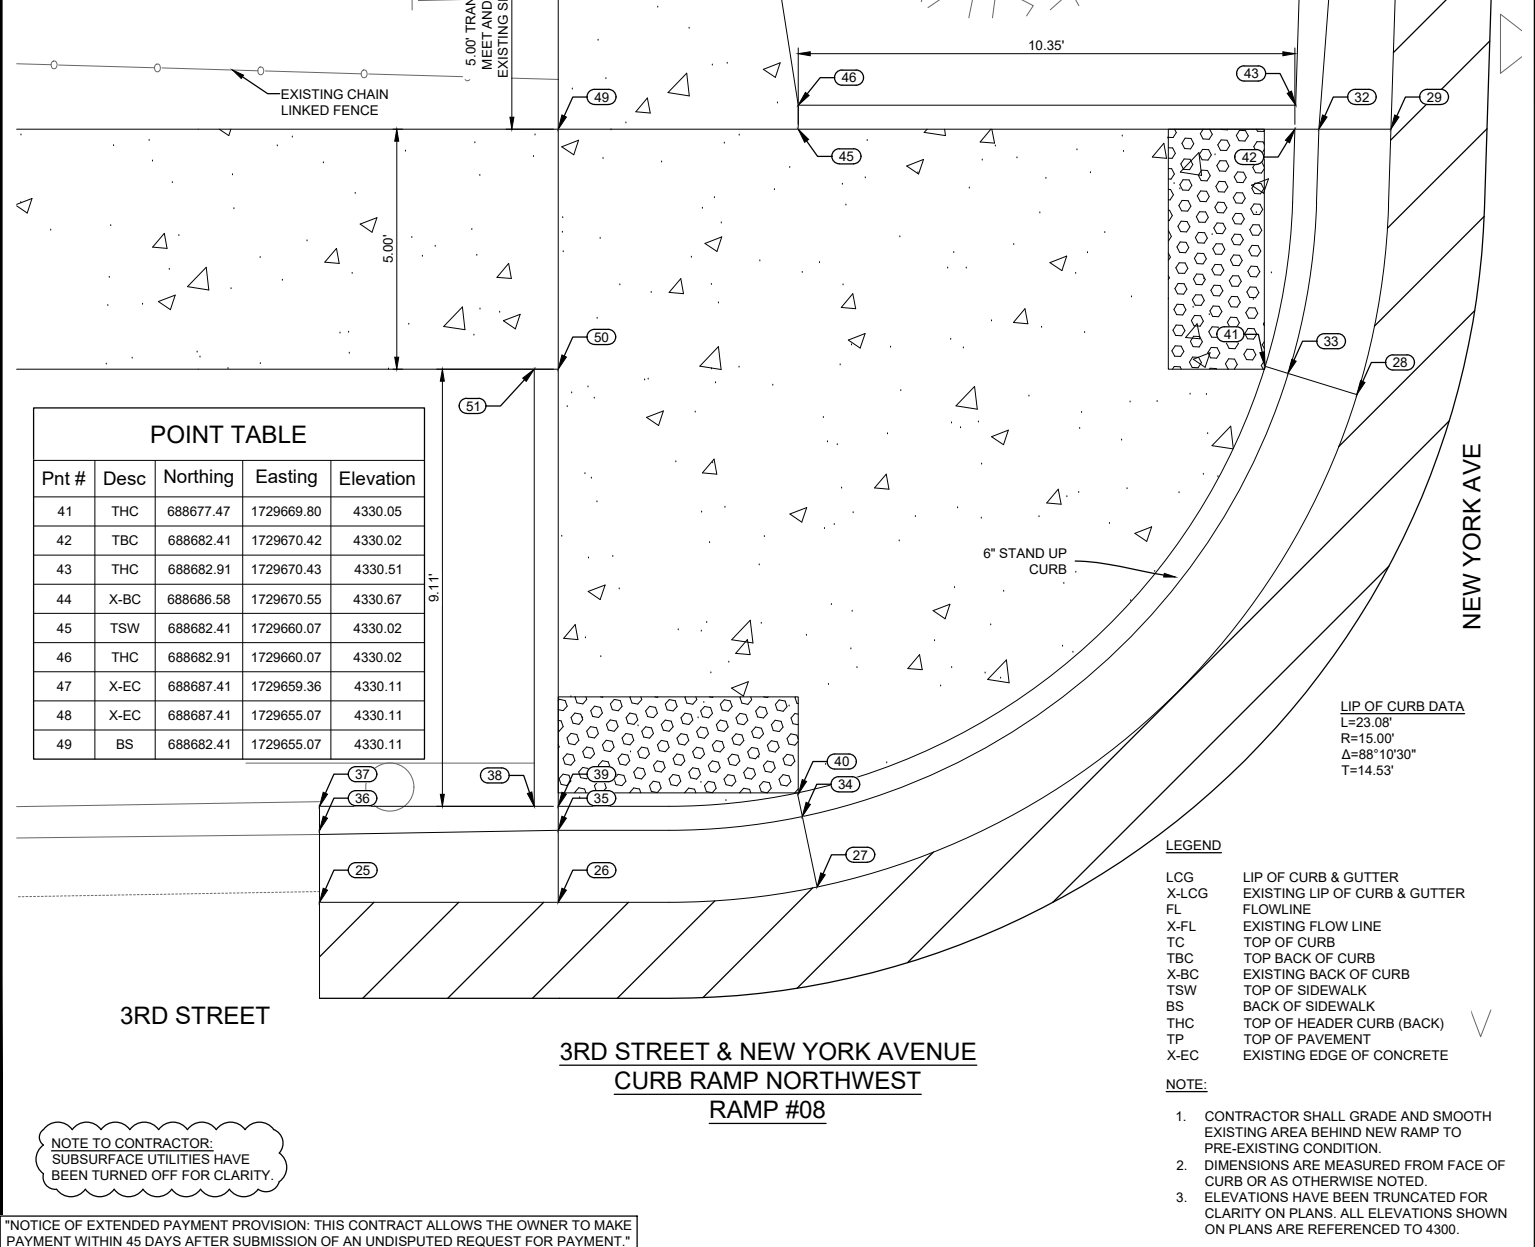 5.00' TRAN
MEET AND
EXISTING S
10.35'
46
43
49
32
29
EXISTING CHAIN
LINKED FENCE
45
42
5.00'
50
41
33
28
51
POINT TABLE
Pnt # Desc Northing Easting Elevation
41 THC 688677.47 1729669.80 4330.05
42 TBC 688682.41 1729670.42 4330.02
43 THC 688682.91 1729670.43 4330.51
44 X-BC 688686.58 1729670.55 4330.67
45 TSW 688682.41 1729660.07 4330.02
46 THC 688682.91 1729660.07 4330.02
47 X-EC 688687.41 1729659.36 4330.11
48 X-EC 688687.41 1729655.07 4330.11
49 BS 688682.41 1729655.07 4330.11
9.11'
6" STAND UP
CURB
NEW YORK AVE
LIP OF CURB DATA
L=23.08'
R=15.00'
Δ=88°10'30"
T=14.53'
37
38
39
40
36
35
34
25
26
27
LEGEND
LCG LIP OF CURB & GUTTER
X-LCG EXISTING LIP OF CURB & GUTTER
FL FLOWLINE
X-FL EXISTING FLOW LINE
TC TOP OF CURB
TBC TOP BACK OF CURB
X-BC EXISTING BACK OF CURB
TSW TOP OF SIDEWALK
BS BACK OF SIDEWALK
THC TOP OF HEADER CURB (BACK)
TP TOP OF PAVEMENT
X-EC EXISTING EDGE OF CONCRETE
3RD STREET
3RD STREET & NEW YORK AVENUE
CURB RAMP NORTHWEST
RAMP #08
NOTE:
1. CONTRACTOR SHALL GRADE AND SMOOTH
EXISTING AREA BEHIND NEW RAMP TO
PRE-EXISTING CONDITION.
2. DIMENSIONS ARE MEASURED FROM FACE OF
CURB OR AS OTHERWISE NOTED.
3. ELEVATIONS HAVE BEEN TRUNCATED FOR
CLARITY ON PLANS. ALL ELEVATIONS SHOWN
ON PLANS ARE REFERENCED TO 4300.
NOTE TO CONTRACTOR:
SUBSURFACE UTILITIES HAVE
BEEN TURNED OFF FOR CLARITY.
"NOTICE OF EXTENDED PAYMENT PROVISION: THIS CONTRACT ALLOWS THE OWNER TO MAKE
PAYMENT WITHIN 45 DAYS AFTER SUBMISSION OF AN UNDISPUTED REQUEST FOR PAYMENT."